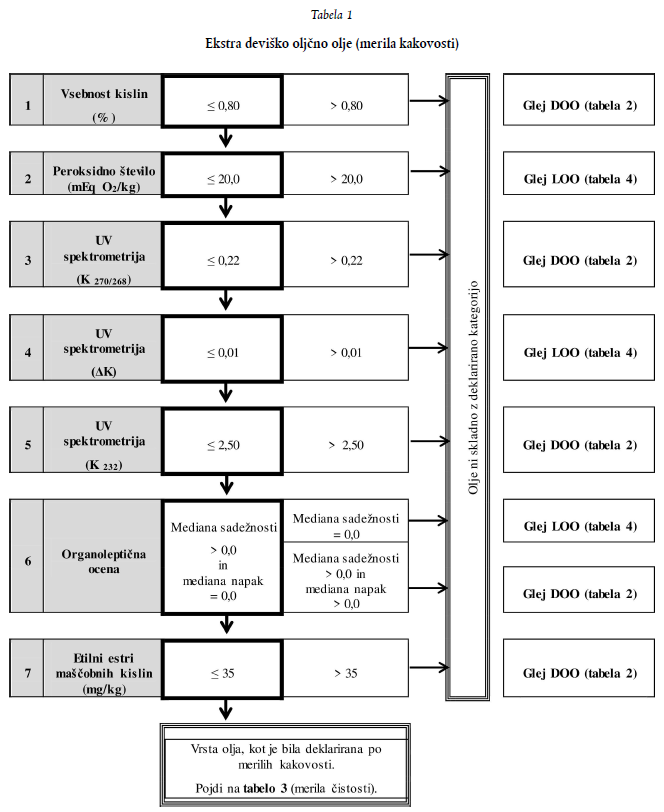 Tabela 1
Ekstra deviško oljčno olje (merila kakovosti)
1
Vsebnost kislin
(% )
≤ 0,80
> 0,80
Glej DOO (tabela 2)
2
Peroksidno število
(mEq O₂/kg)
≤ 20,0
> 20,0
Glej LOO (tabela 4)
3
UV
spektrometrija
(K 270/268)
≤ 0,22
> 0,22
Glej DOO (tabela 2)
4
UV
spektrometrija
(ΔK)
≤ 0,01
> 0,01
Glej LOO (tabela 4)
5
UV
spektrometrija
(K 232)
≤ 2,50
> 2,50
Glej DOO (tabela 2)
6
Organoleptična
ocena
Mediana sadežnosti
> 0,0
in
mediana napak
= 0,0
Mediana sadežnosti
= 0,0
Glej LOO (tabela 4)
Mediana sadežnosti
> 0,0 in
mediana napak
> 0,0
Glej DOO (tabela 2)
7
Etilni estri
maščobnih kislin
(mg/kg)
≤ 35
> 35
Glej DOO (tabela 2)
Olje ni skladno z deklarirano kategorijo
Vrsta olja, kot je bila deklarirana po
merilih kakovosti.
Pojdi na tabelo 3 (merila čistosti).